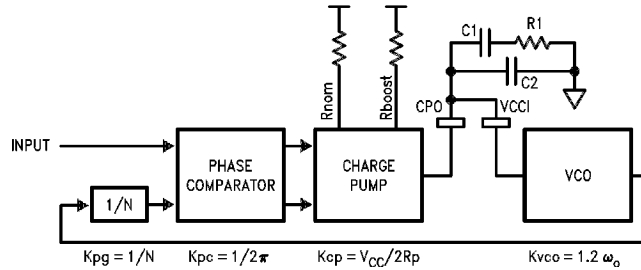 C1
R1
C2
Rnom
Rboost
CPO
VCCI
INPUT
PHASE
COMPARATOR
CHARGE
PUMP
VCO
1/N
Kpg = 1/N
Kpc = 1/2π
Kcp = VCC/2Rp
Kvco = 1.2 ωo